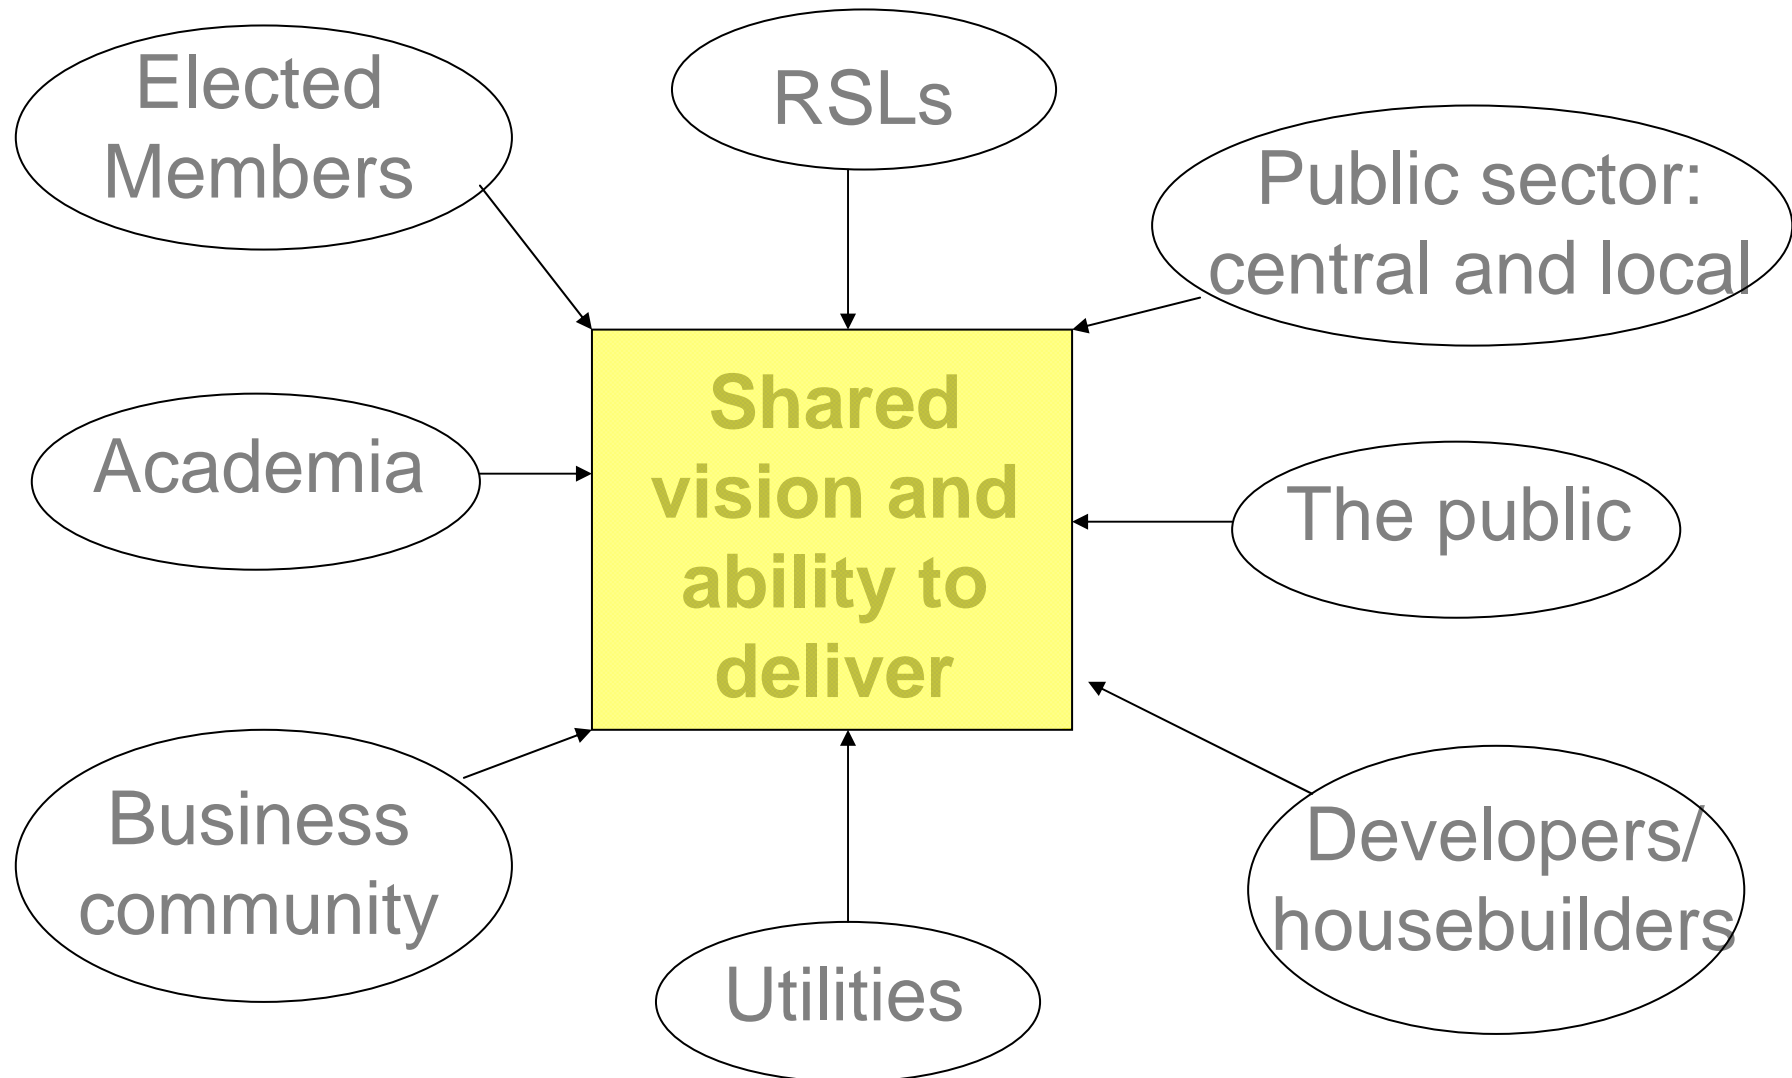 Elected
Members
RSLs
Public sector:
central and local
Shared
vision and
ability to
deliver
Academia
The public
Business
community
Utilities
Developers/
housebuilders